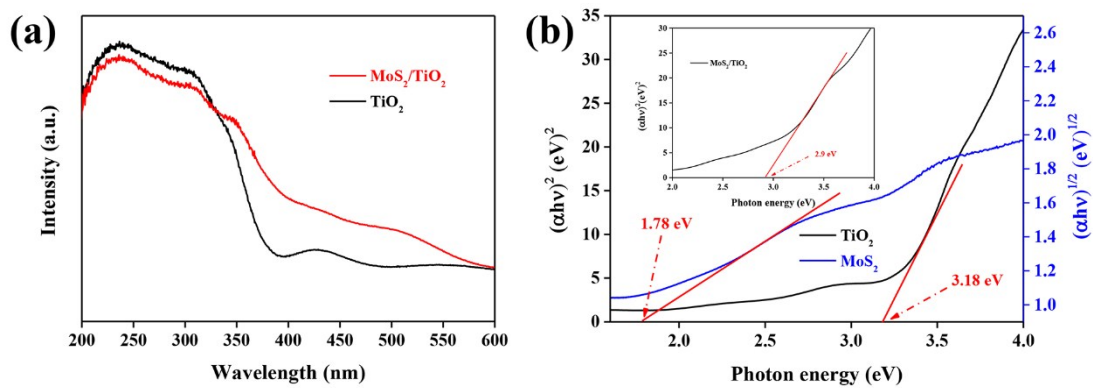 (a)
Intensity (a.u.)
MoS₂/TiO₂
TiO₂
200 250 300 350 400 450 500 550 600
Wavelength (nm)
(b)
35
30
25
20
15
10
5
0
(αhν)² (eV)²
30
25
20
15
10
5
0
(αhν)²(eV)²
MoS₂/TiO₂
2.9 eV
2.0 2.5 3.0 3.5 4.0
Photon energy (eV)
1.78 eV
TiO₂
MoS₂
3.18 eV
2.6
2.4
2.2
2.0
1.8
1.6
1.4
1.2
1.0
(αhν)¹/² (eV)¹/²
2.0 2.5 3.0 3.5 4.0
Photon energy (eV)